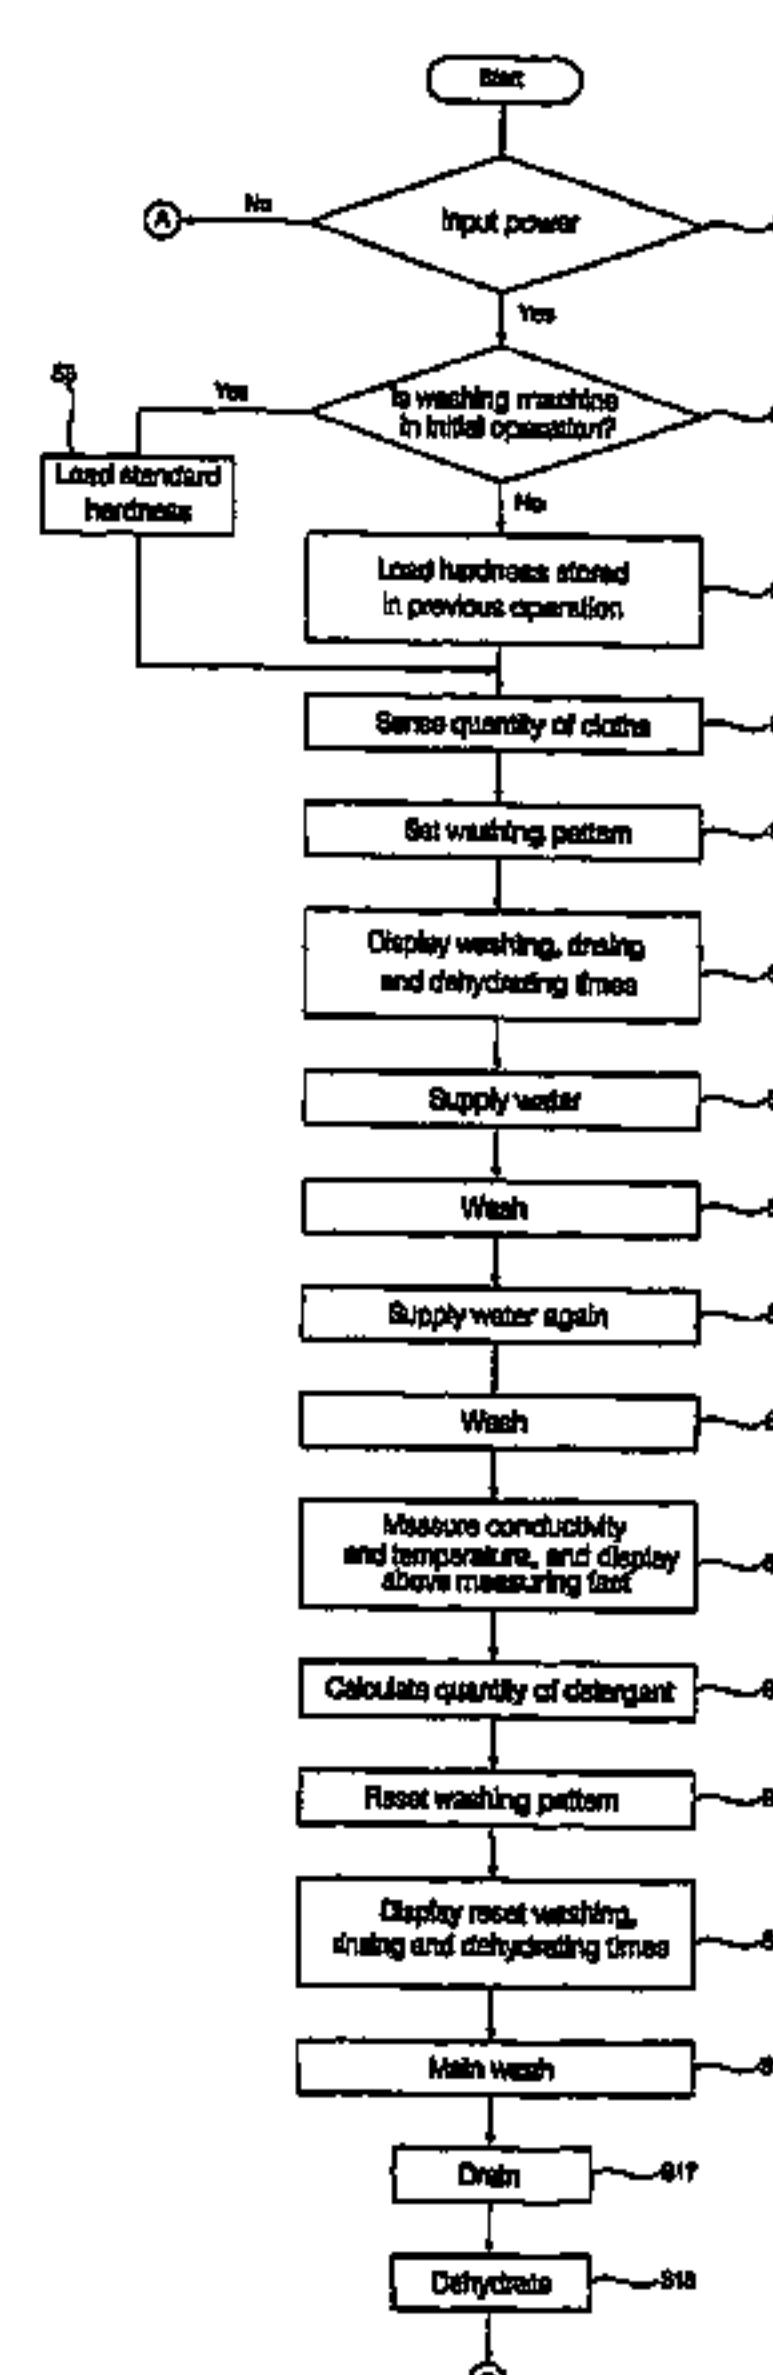 Start
Input power
No
A
Yes
Is washing machine
in initial operation?
Yes
S3
Load standard
hardness
No
Load hardness stored
in previous operation
Sense quantity of cloths
Set washing pattern
Display washing, rinsing
and dehydrating times
Supply water
Wash
Supply water again
Wash
Measure conductivity
and temperature, and display
above measuring fact
Calculate quantity of detergent
Reset washing pattern
Display reset washing,
rinsing and dehydrating times
Main wash
Drain
S17
Dehydrate
S18